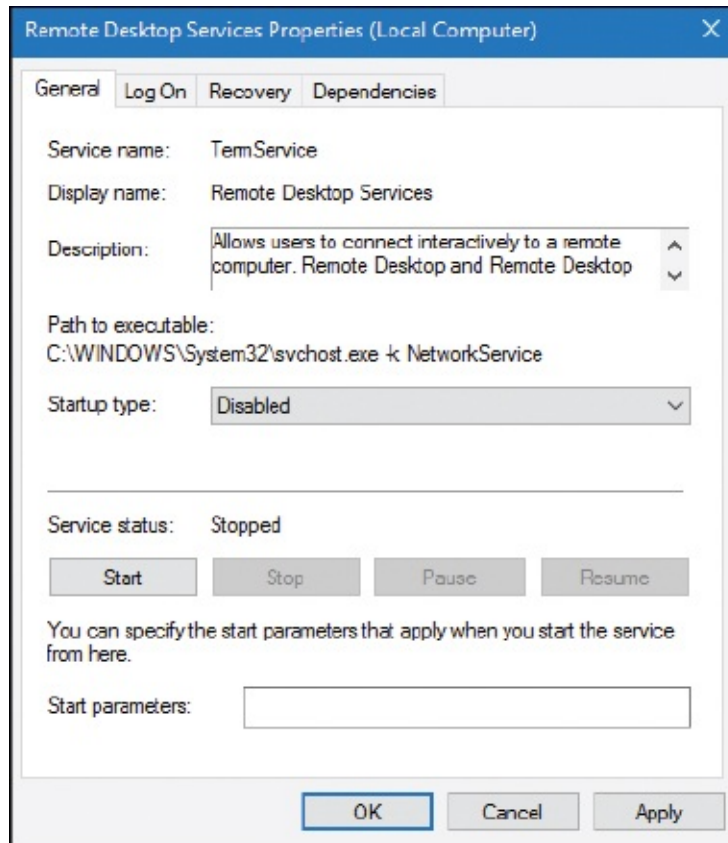 Remote Desktop Services Properties (Local Computer)
General Log On Recovery Dependencies
Service name: TermService
Display name: Remote Desktop Services
Description: Allows users to connect interactively to a remote
computer. Remote Desktop and Remote Desktop
Path to executable:
C:\WINDOWS\System32\svchost.exe -k NetworkService
Startup type: Disabled
Service status: Stopped
Start Stop Pause Resume
You can specify the start parameters that apply when you start the service
from here.
Start parameters:
OK Cancel Apply